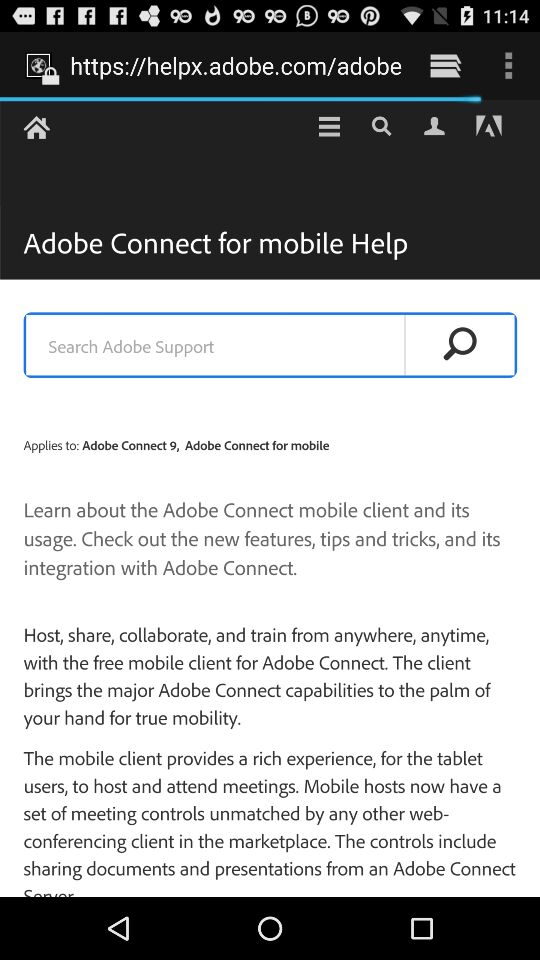 90 90 90 B 90 11:14
https://helpx.adobe.com/adobe
Adobe Connect for mobile Help
Search Adobe Support
Applies to: Adobe Connect 9, Adobe Connect for mobile
Learn about the Adobe Connect mobile client and its
usage. Check out the new features, tips and tricks, and its
integration with Adobe Connect.
Host, share, collaborate, and train from anywhere, anytime,
with the free mobile client for Adobe Connect. The client
brings the major Adobe Connect capabilities to the palm of
your hand for true mobility.
The mobile client provides a rich experience, for the tablet
users, to host and attend meetings. Mobile hosts now have a
set of meeting controls unmatched by any other web-
conferencing client in the marketplace. The controls include
sharing documents and presentations from an Adobe Connect
Server